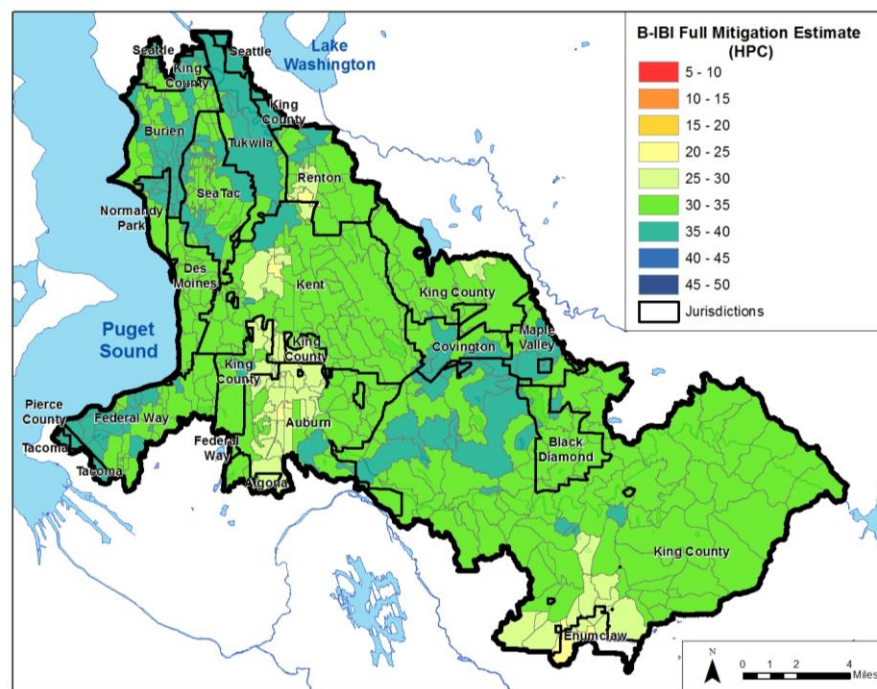 B-IBI Full Mitigation Estimate
(HPC)
5 - 10
10 - 15
15 - 20
20 - 25
25 - 30
30 - 35
35 - 40
40 - 45
45 - 50
Jurisdictions
Lake
Washington
Seattle
Seattle
King
County
King
County
Burien
Tukwila
SeaTac
Renton
Normandy
Park
Des
Moines
Kent
King County
Puget
Sound
King
County
Covington
Maple
Valley
King
County
Pierce
County
Federal Way
Auburn
Tacoma
Tacoma
Federal
Way
Black
Diamond
Algona
King County
Enumclaw
N
0 1 2 4
Miles